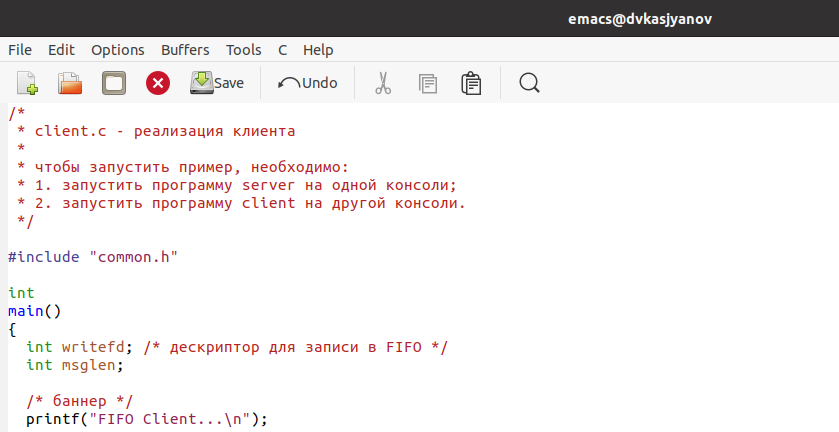 emacs@dvkasjyanov
File Edit Options Buffers Tools C Help
Save Undo
/*
 * client.c - реализация клиента
 *
 * чтобы запустить пример, необходимо:
 * 1. запустить программу server на одной консоли;
 * 2. запустить программу client на другой консоли.
 */
#include "common.h"
int
main()
{
  int writefd; /* дескриптор для записи в FIFO */
  int msglen;
  /* баннер */
  printf("FIFO Client...\n");